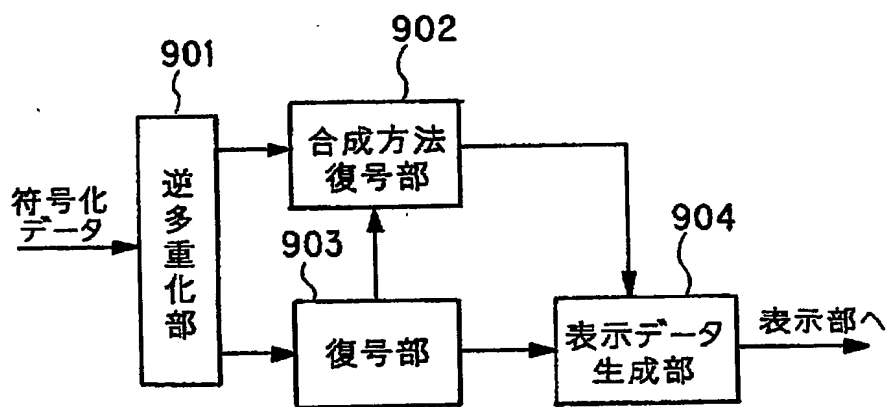 901
902
合成方法
復号部
逆多重化部
符号化
データ
903
復号部
904
表示データ
生成部
表示部へ